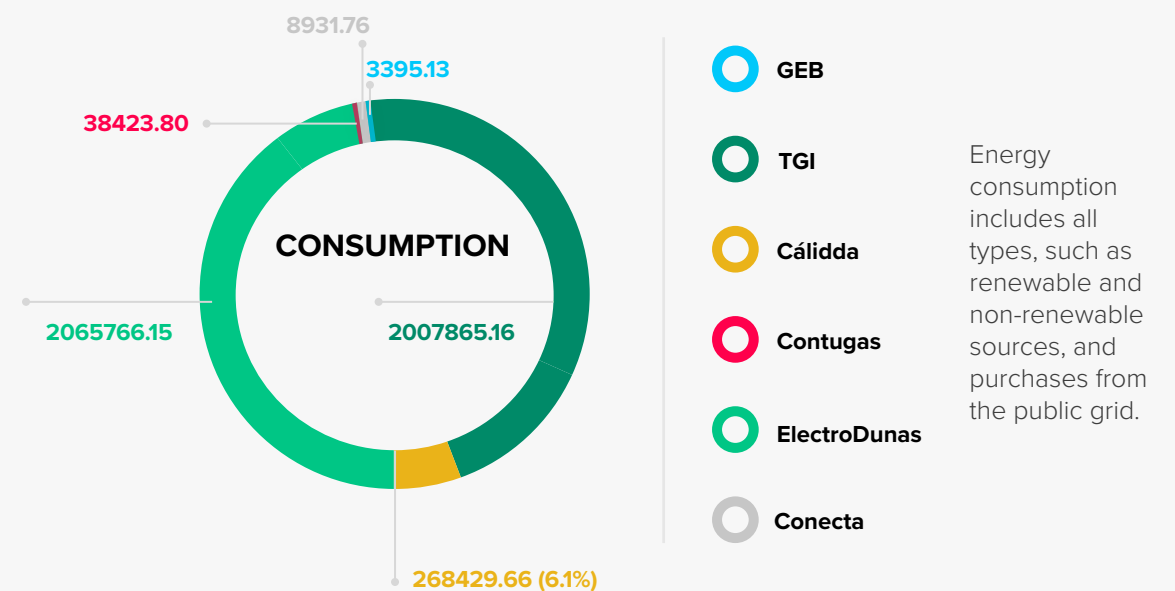 8931.76
3395.13
38423.80
CONSUMPTION
2065766.15
2007865.16
268429.66 (6.1%)
GEB
TGI
Cálidda
Contugas
ElectroDunas
Conecta
Energy
consumption
includes all
types, such as
renewable and
non-renewable
sources, and
purchases from
the public grid.